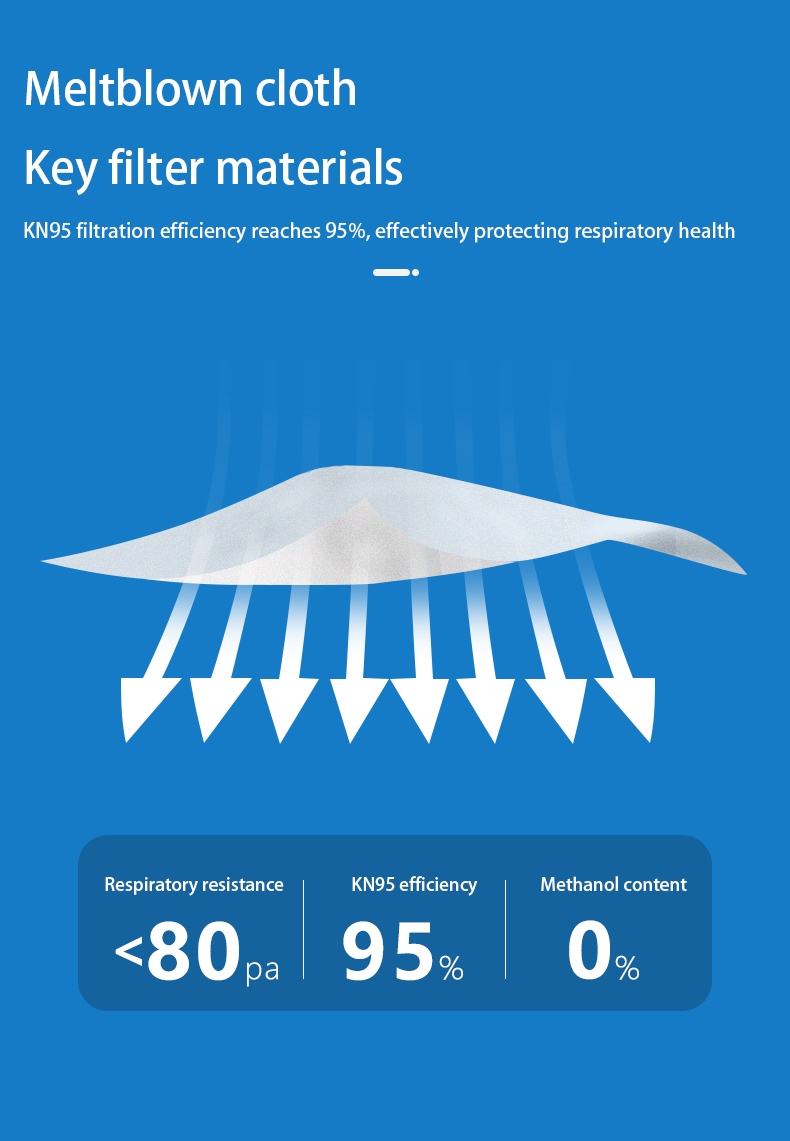 Meltblown cloth
Key filter materials
KN95 filtration efficiency reaches 95%, effectively protecting respiratory health
Respiratory resistance
<80pa
KN95 efficiency
95%
Methanol content
0%